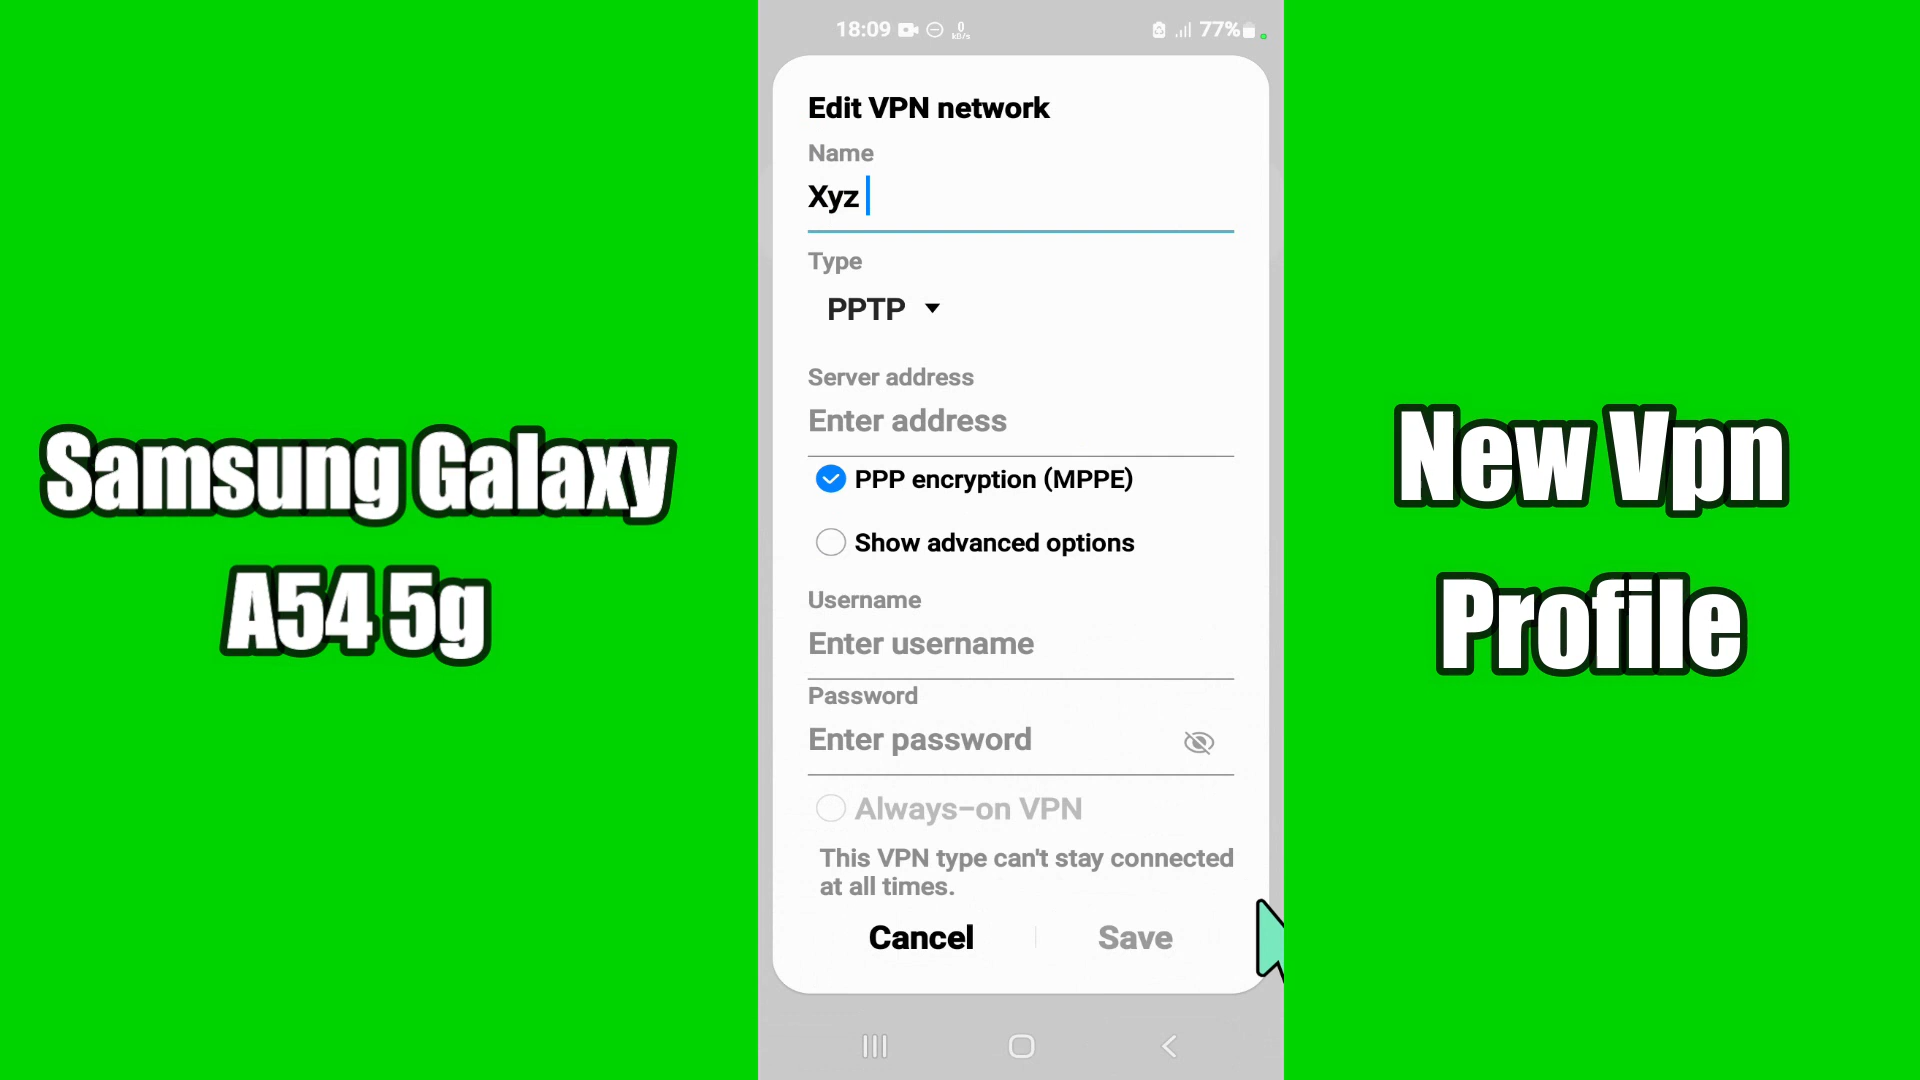 18:09 0 kB/s 77%
Edit VPN network
Name
Xyz
Type
PPTP
Server address
Enter address
PPP encryption (MPPE)
Show advanced options
Username
Enter username
Password
Enter password
Always-on VPN
This VPN type can't stay connected
at all times.
Cancel Save
Samsung Galaxy
A54 5g
New Vpn
Profile